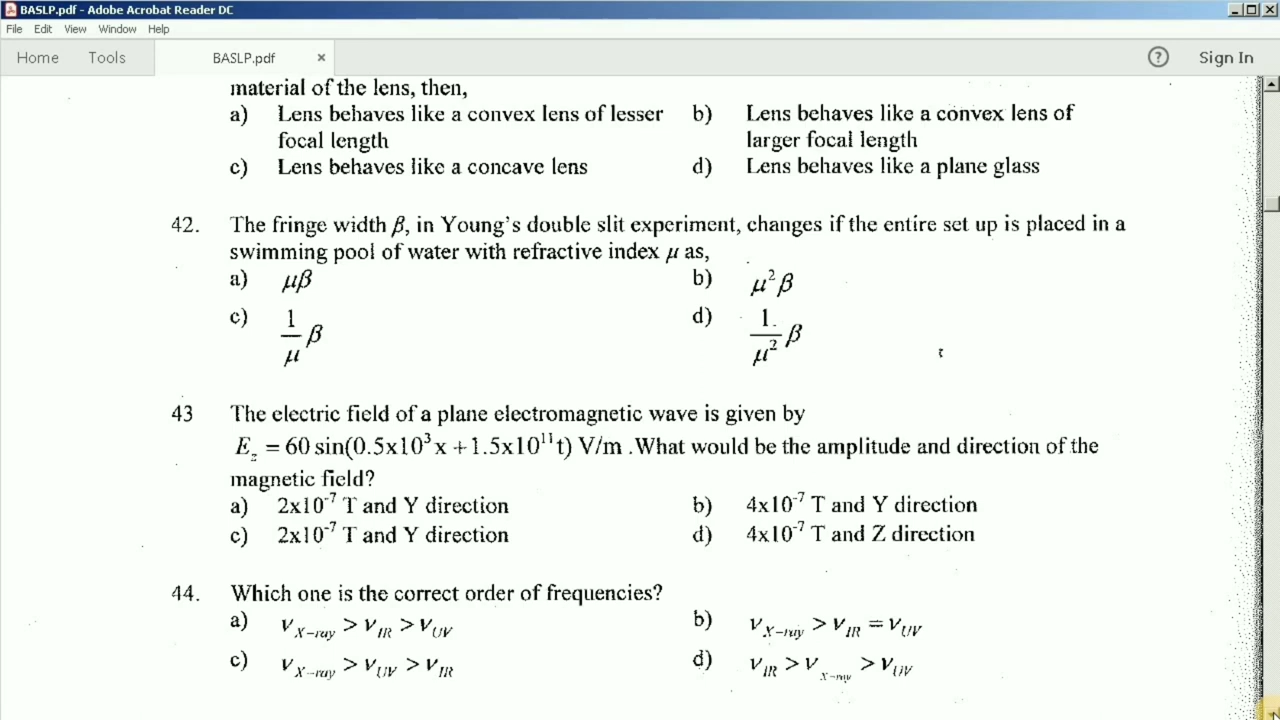 BASLP.pdf - Adobe Acrobat Reader DC
File Edit View Window Help
Home Tools BASLP.pdf × ? Sign In
material of the lens, then,
a) Lens behaves like a convex lens of lesser focal length b) Lens behaves like a convex lens of larger focal length
c) Lens behaves like a concave lens d) Lens behaves like a plane glass
42. The fringe width β, in Young's double slit experiment, changes if the entire set up is placed in a
swimming pool of water with refractive index μ as,
a) μβ b) μ²β
c) 1/μ β d) 1/μ² β
43 The electric field of a plane electromagnetic wave is given by
E_z = 60 sin(0.5x10³x + 1.5x10¹¹t) V/m .What would be the amplitude and direction of the
magnetic field?
a) 2x10⁻⁷ T and Y direction b) 4x10⁻⁷ T and Y direction
c) 2x10⁻⁷ T and Y direction d) 4x10⁻⁷ T and Z direction
44. Which one is the correct order of frequencies?
a) ν_X-ray > ν_IR > ν_UV b) ν_X-ray > ν_IR = ν_UV
c) ν_X-ray > ν_UV > ν_IR d) ν_IR > ν_X-ray > ν_UV